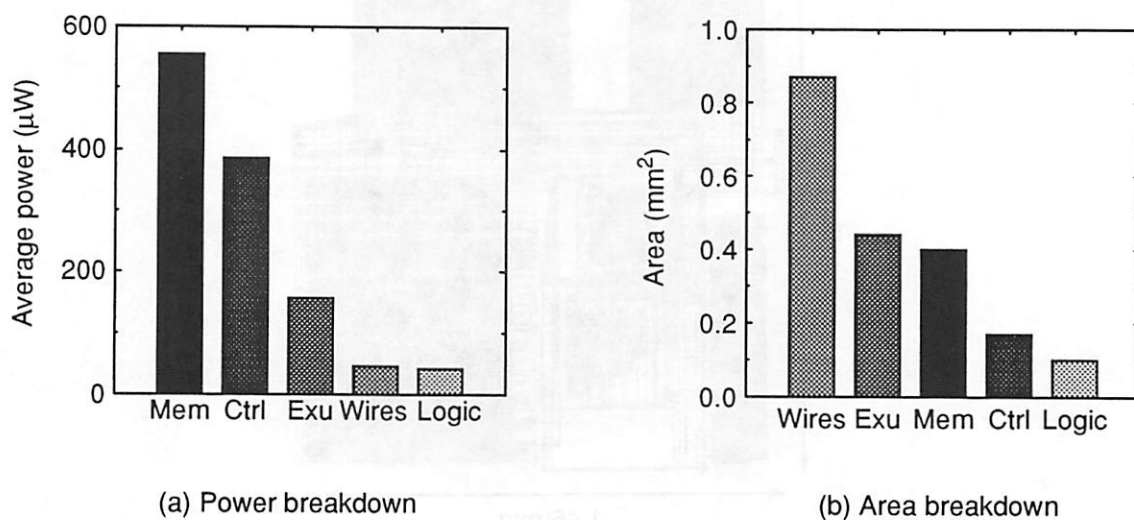 600
400
200
0
Average power (μW)
Mem Ctrl Exu Wires Logic
(a) Power breakdown
1.0
0.8
0.6
0.4
0.2
0.0
Area (mm²)
Wires Exu Mem Ctrl Logic
(b) Area breakdown